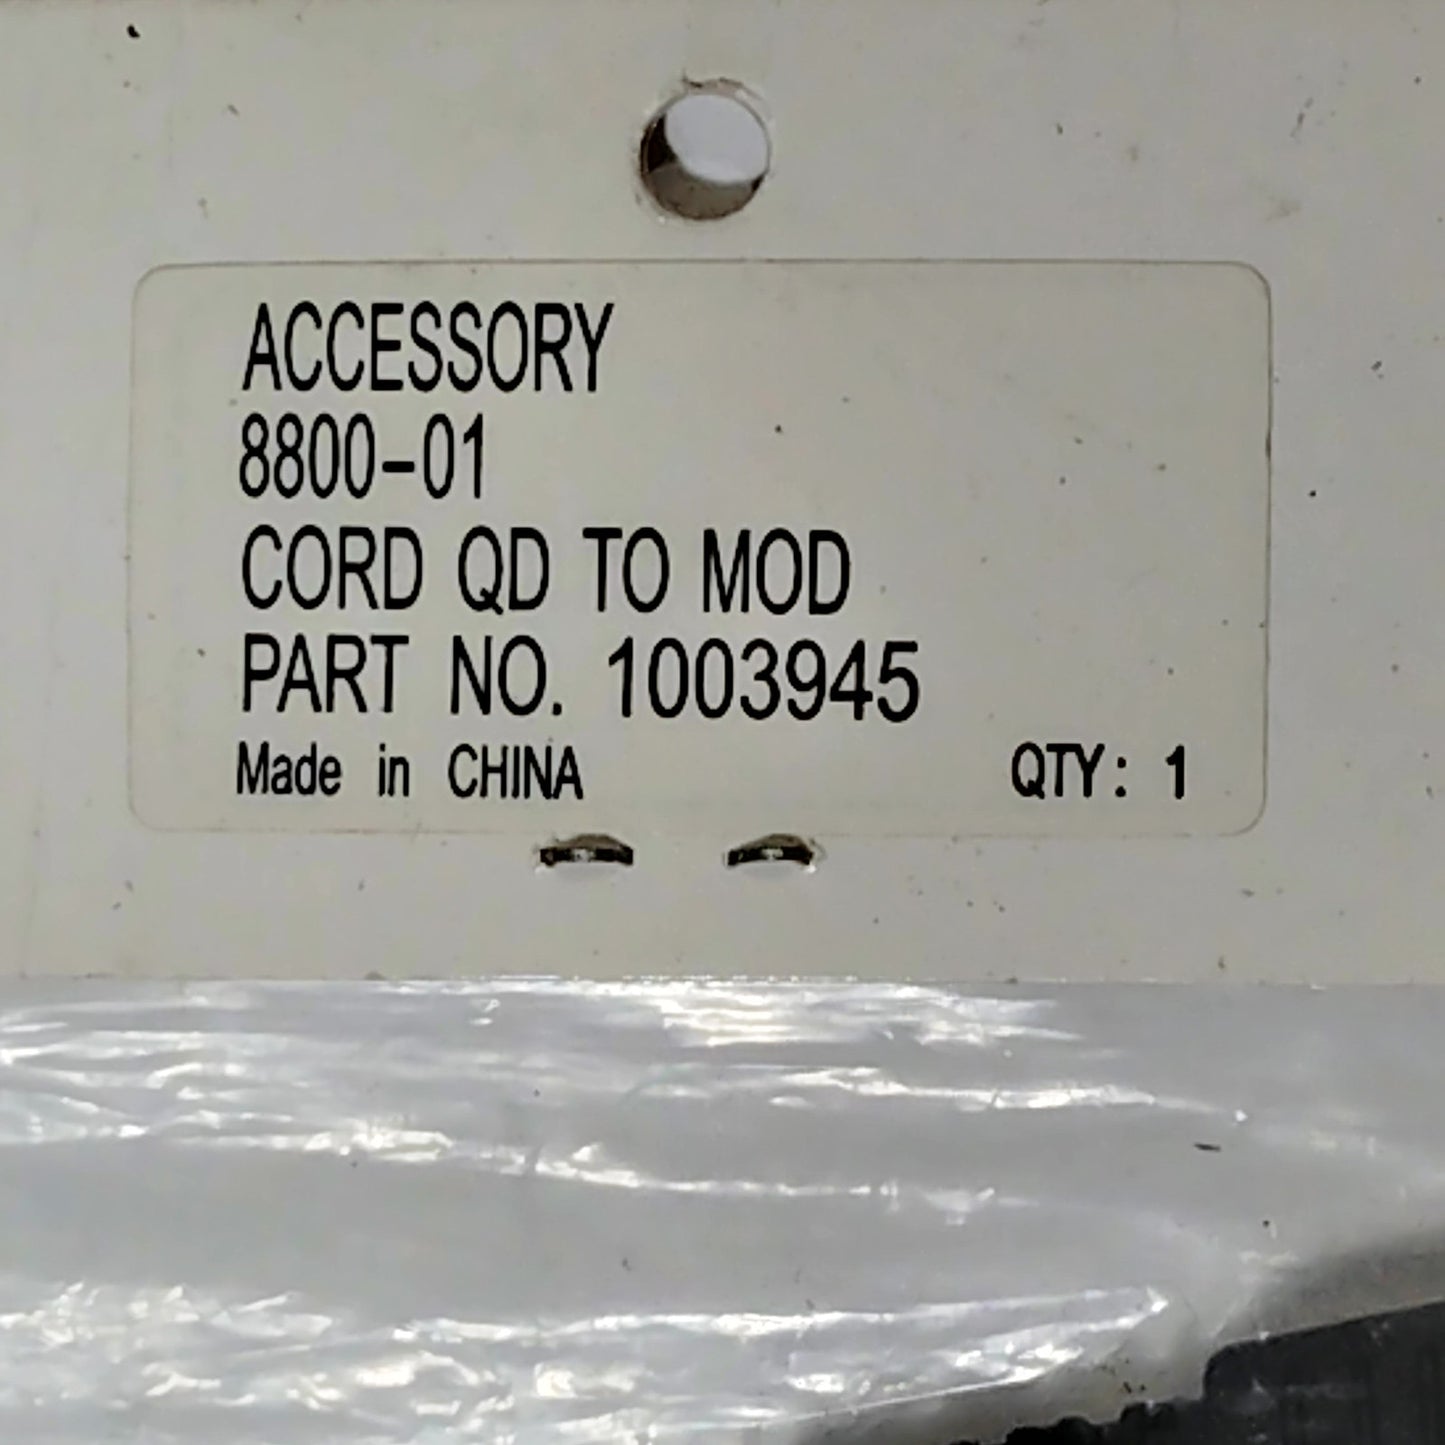 ACCESSORY
8800-01
CORD QD TO MOD
PART NO. 1003945
Made in CHINA QTY: 1